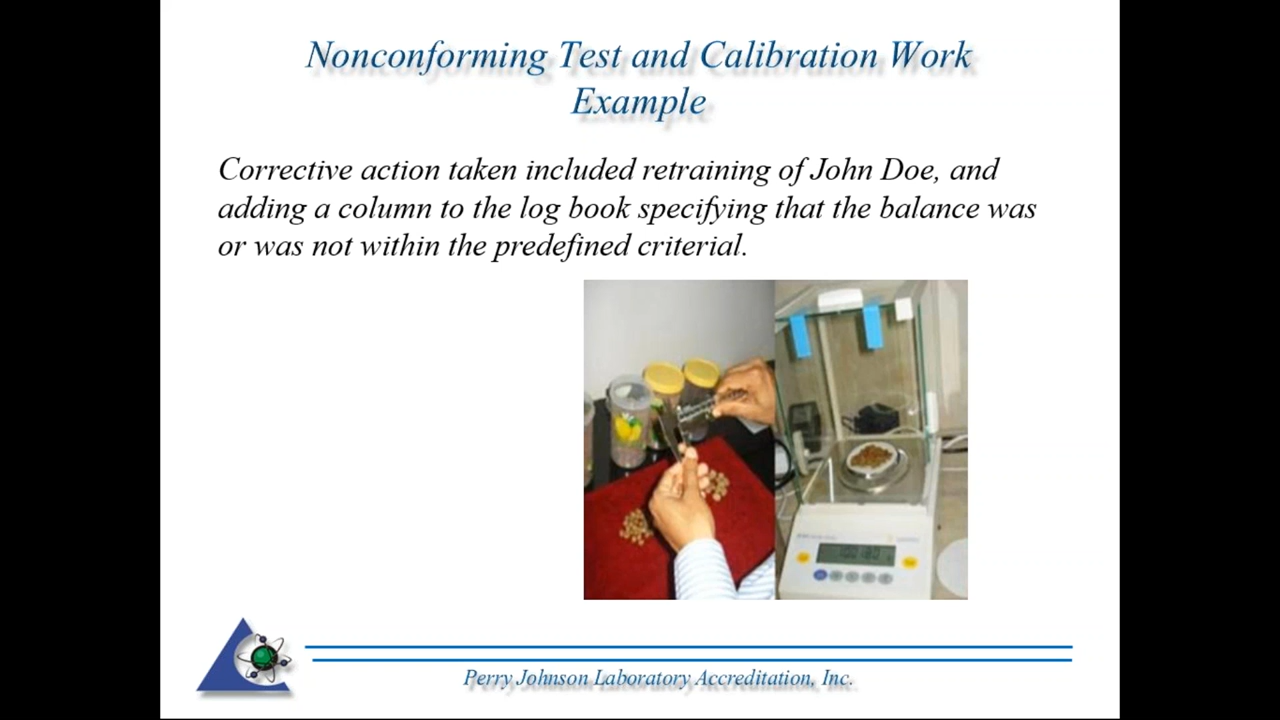 Nonconforming Test and Calibration Work
Example
Corrective action taken included retraining of John Doe, and
adding a column to the log book specifying that the balance was
or was not within the predefined criterial.
Perry Johnson Laboratory Accreditation, Inc.